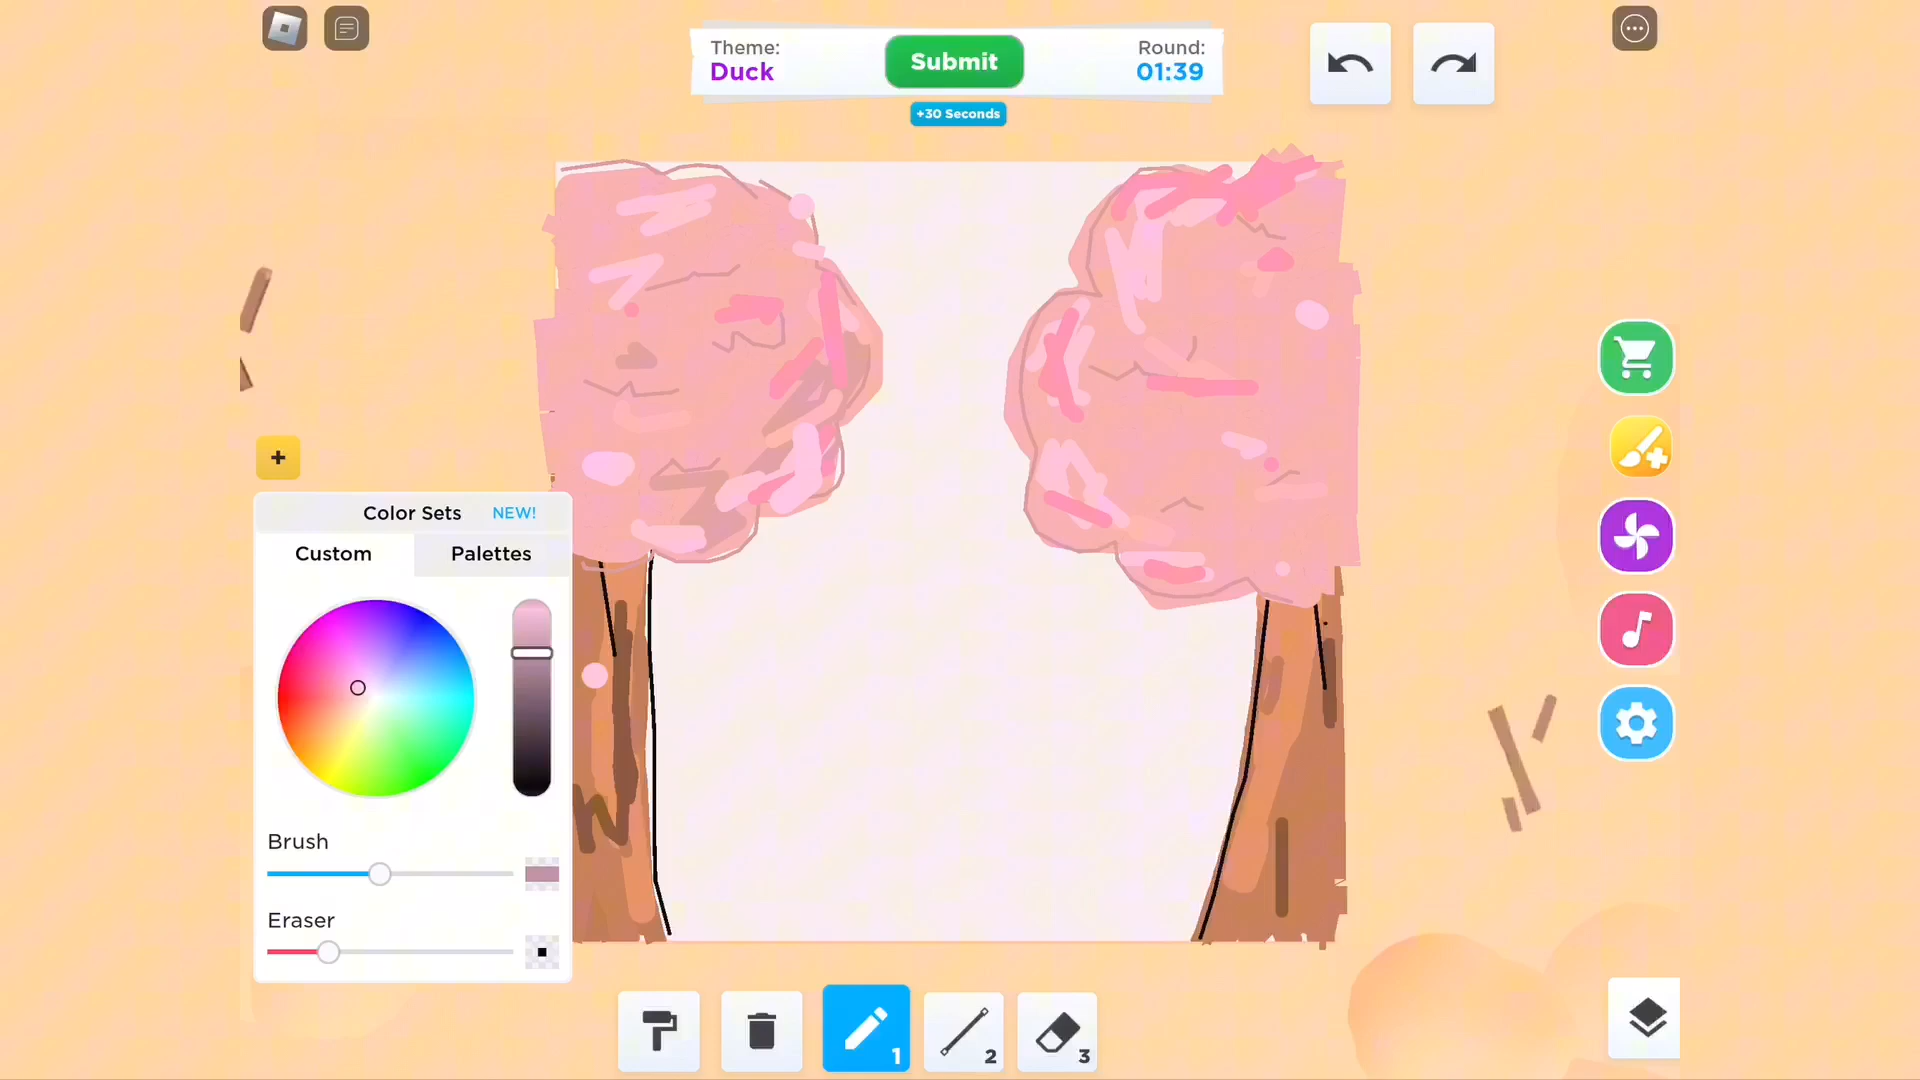 Theme:
Duck
Submit
Round:
01:39
+30 Seconds
+
Color Sets NEW!
Custom Palettes
Brush
Eraser
1
2
3